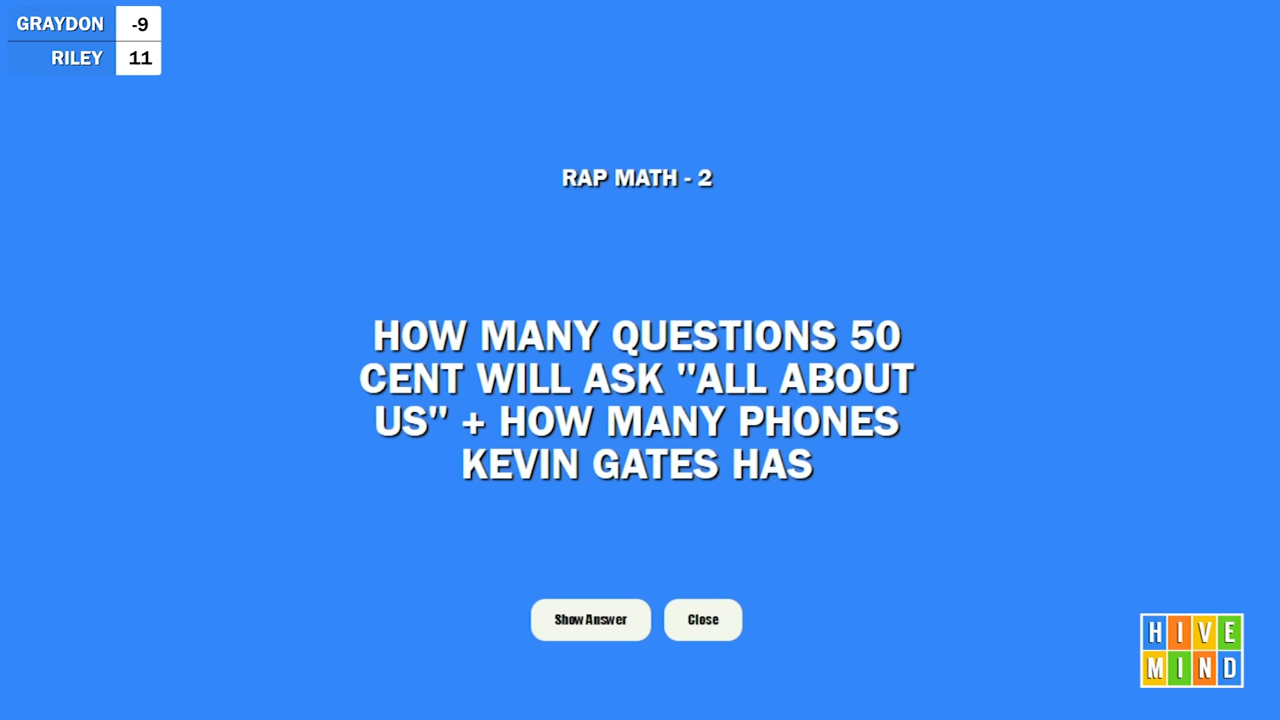 GRAYDON -9
RILEY 11
RAP MATH - 2
HOW MANY QUESTIONS 50
CENT WILL ASK "ALL ABOUT
US" + HOW MANY PHONES
KEVIN GATES HAS
Show Answer Close
HIVE
MIND